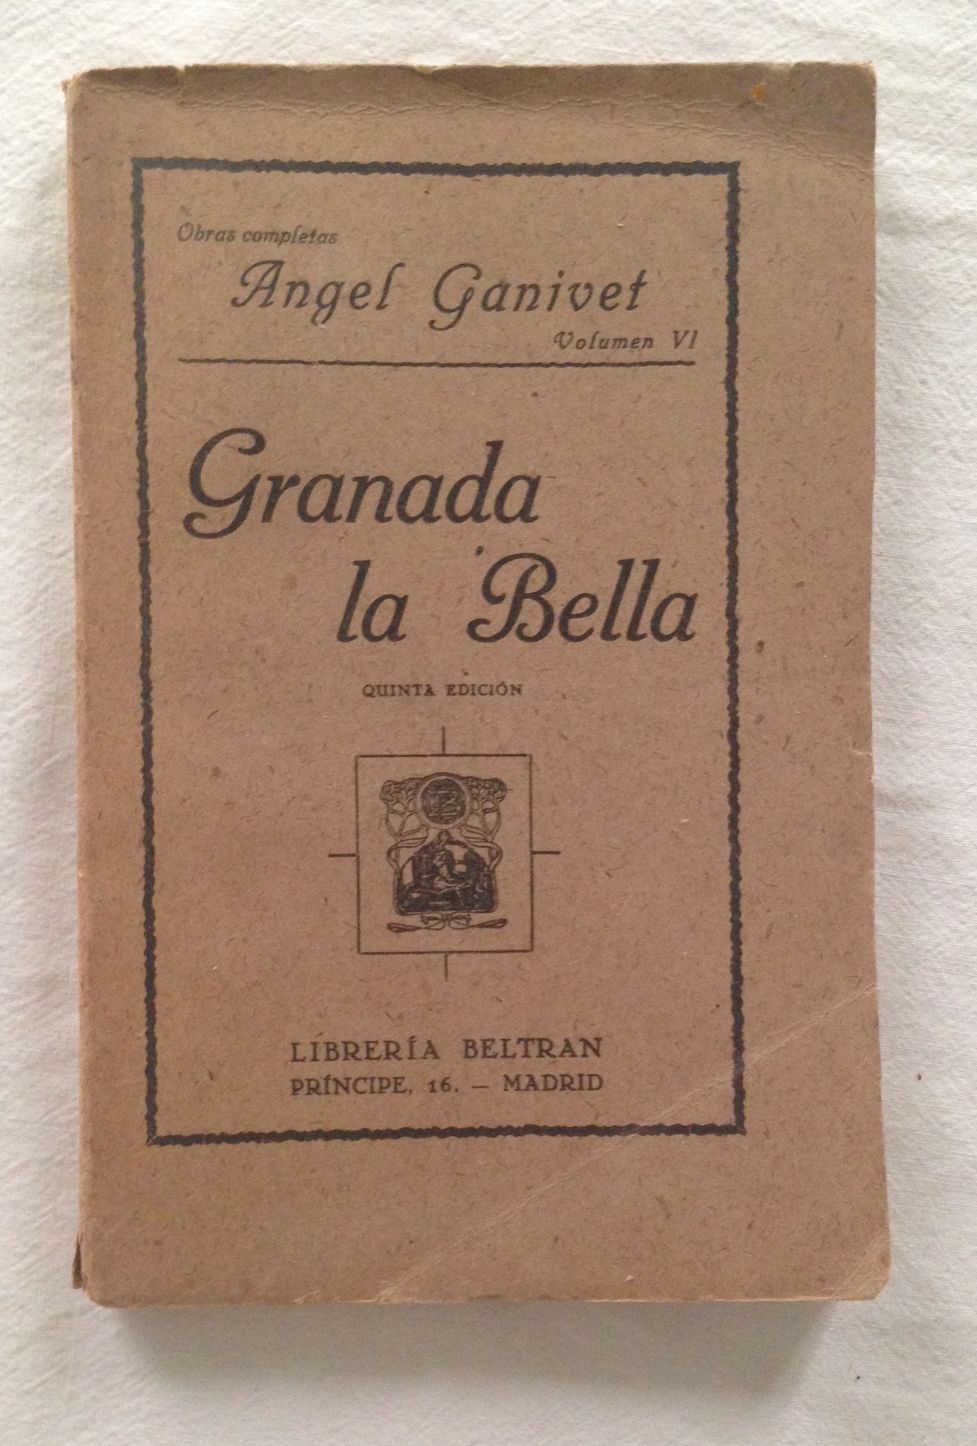 Obras completas
Angel Ganivet
Volumen VI
Granada
la Bella
QUINTA EDICIÓN
LIBRERÍA BELTRAN
PRÍNCIPE, 16. — MADRID